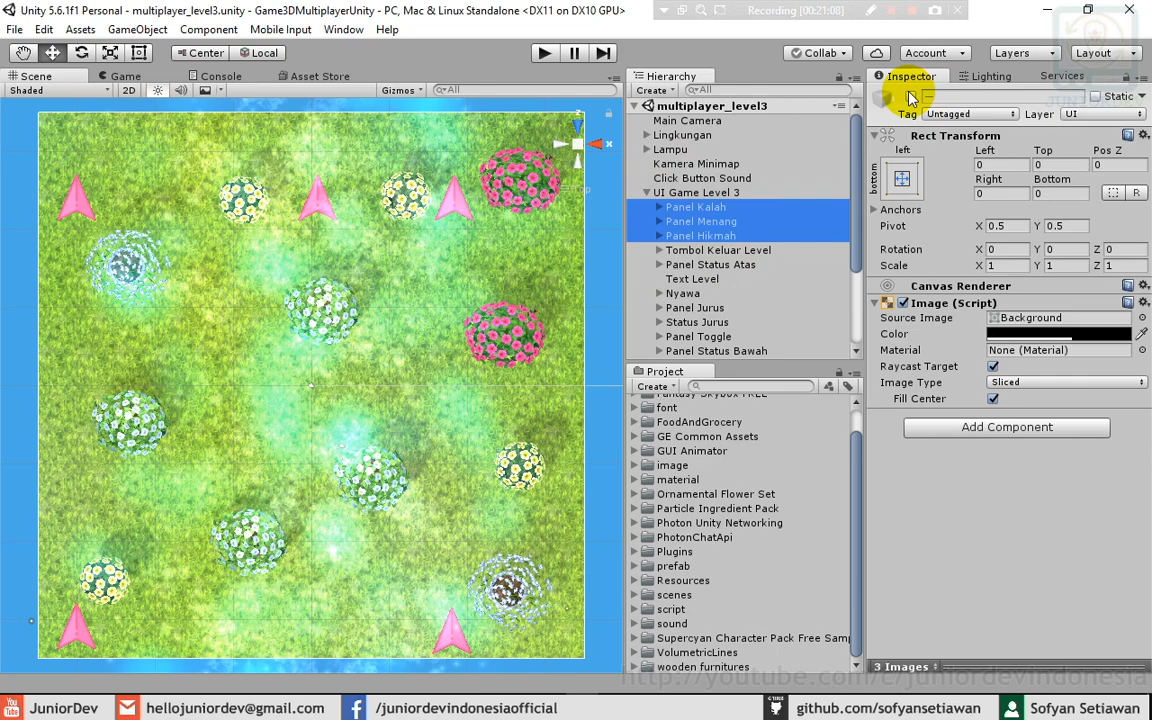 Unity 5.6.1f1 Personal - multiplayer_level3.unity - Game3DMultiplayerUnity - PC, Mac & Linux Standalone <DX11 on DX10 GPU>
Recording [00:21:08]
File Edit Assets GameObject Component Mobile Input Window Help
Center Local Collab Account Layers Layout
Scene Game Console Asset Store
Shaded 2D Gizmos All
x
Hierarchy
Create All
multiplayer_level3
Main Camera
Lingkungan
Lampu
Kamera Minimap
Click Button Sound
UI Game Level 3
Panel Kalah
Panel Menang
Panel Hikmah
Tombol Keluar Level
Panel Status Atas
Text Level
Nyawa
Panel Jurus
Status Jurus
Panel Toggle
Panel Status Bawah
Project
Create
Fantasy Skybox FREE
font
FoodAndGrocery
GE Common Assets
GUI Animator
image
material
Ornamental Flower Set
Particle Ingredient Pack
Photon Unity Networking
PhotonChatApi
Plugins
prefab
Resources
scenes
script
sound
Supercyan Character Pack Free Samp
VolumetricLines
wooden furnitures
Inspector Lighting Services
Static
Tag Untagged Layer UI
Rect Transform
left Left Top Pos Z
bottom 0 0 0
Right Bottom
0 0 R
Anchors
Pivot X 0.5 Y 0.5
Rotation X 0 Y 0 Z 0
Scale X 1 Y 1 Z 1
Canvas Renderer
Image (Script)
Source Image Background
Color
Material None (Material)
Raycast Target
Image Type Sliced
Fill Center
Add Component
3 Images
http://youtube.com/c/juniordevindonesia
JuniorDev hellojuniordev@gmail.com /juniordevindonesiaofficial github.com/sofyansetiawan Sofyan Setiawan